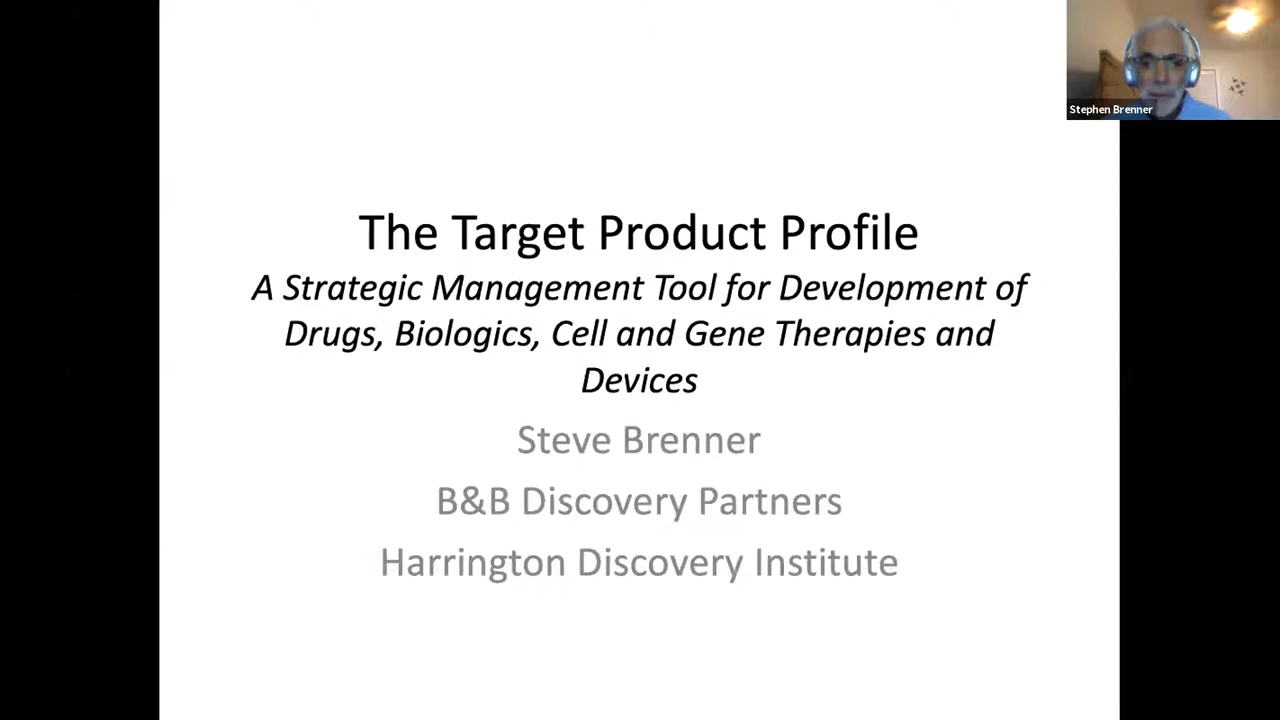 Stephen Brenner
The Target Product Profile
A Strategic Management Tool for Development of
Drugs, Biologics, Cell and Gene Therapies and
Devices
Steve Brenner
B&B Discovery Partners
Harrington Discovery Institute